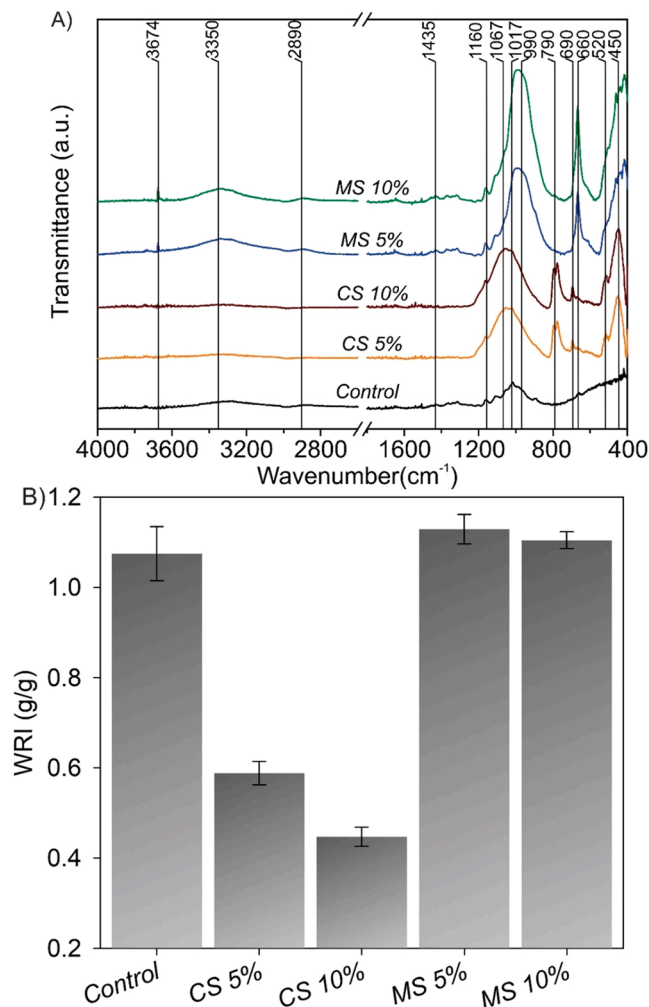 A)
3674
3350
2890
1435
1160
1067
1017
990
790
690
660
520
450
Transmittance (a.u.)
MS 10%
MS 5%
CS 10%
CS 5%
Control
4000 3600 3200 2800 1600 1200 800 400
Wavenumber(cm⁻¹)
B)
1.2
1.0
0.8
0.6
0.4
0.2
WRI (g/g)
Control CS 5% CS 10% MS 5% MS 10%